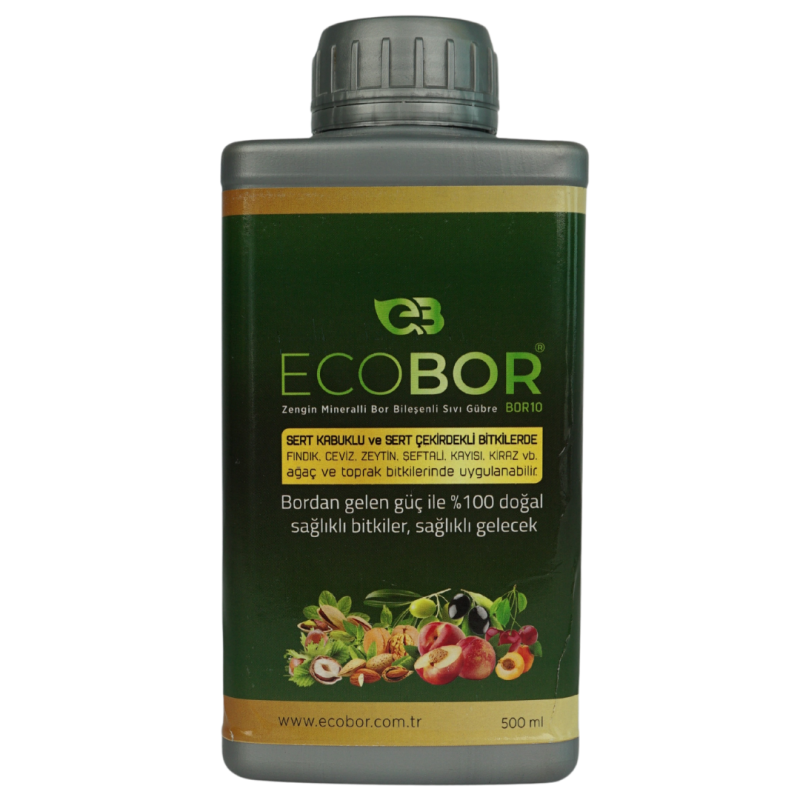 eB
ECOBOR®
Zengin Mineralli Bor Bileşenli Sıvı Gübre BOR10
SERT KABUKLU ve SERT ÇEKİRDEKLİ BİTKİLERDE
FINDIK, CEVİZ, ZEYTİN, ŞEFTALİ, KAYISI, KİRAZ vb.
ağaç ve toprak bitkilerinde uygulanabilir.
Bordan gelen güç ile %100 doğal
sağlıklı bitkiler, sağlıklı gelecek
www.ecobor.com.tr 500 ml